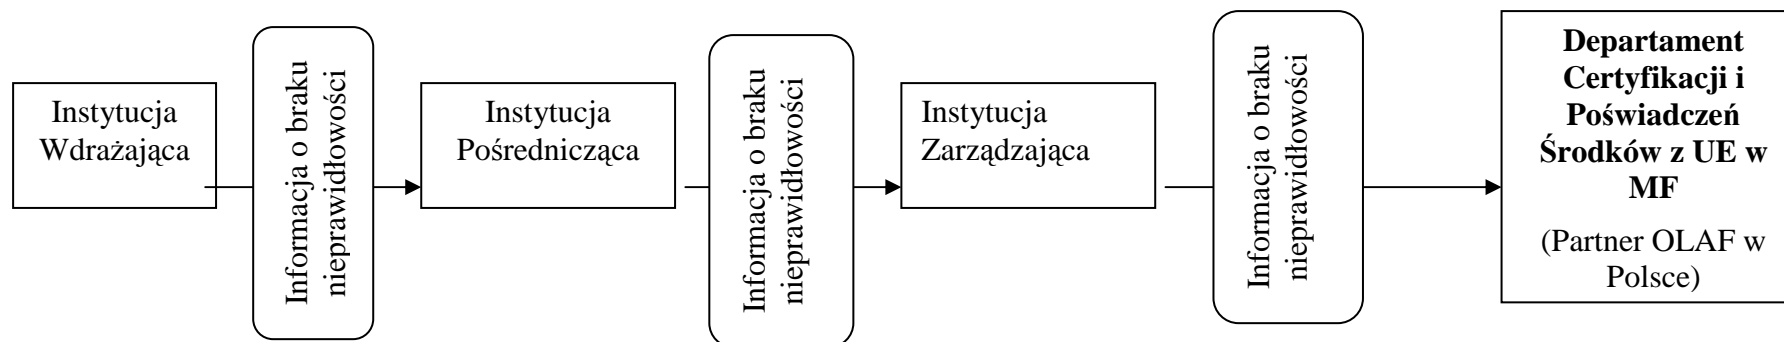 Instytucja
Wdrażająca
Informacja o braku
nieprawidłowości
Instytucja
Pośrednicząca
Informacja o braku
nieprawidłowości
Instytucja
Zarządzająca
Informacja o braku
nieprawidłowości
Departament
Certyfikacji i
Poświadczeń
Środków z UE w
MF
(Partner OLAF w
Polsce)